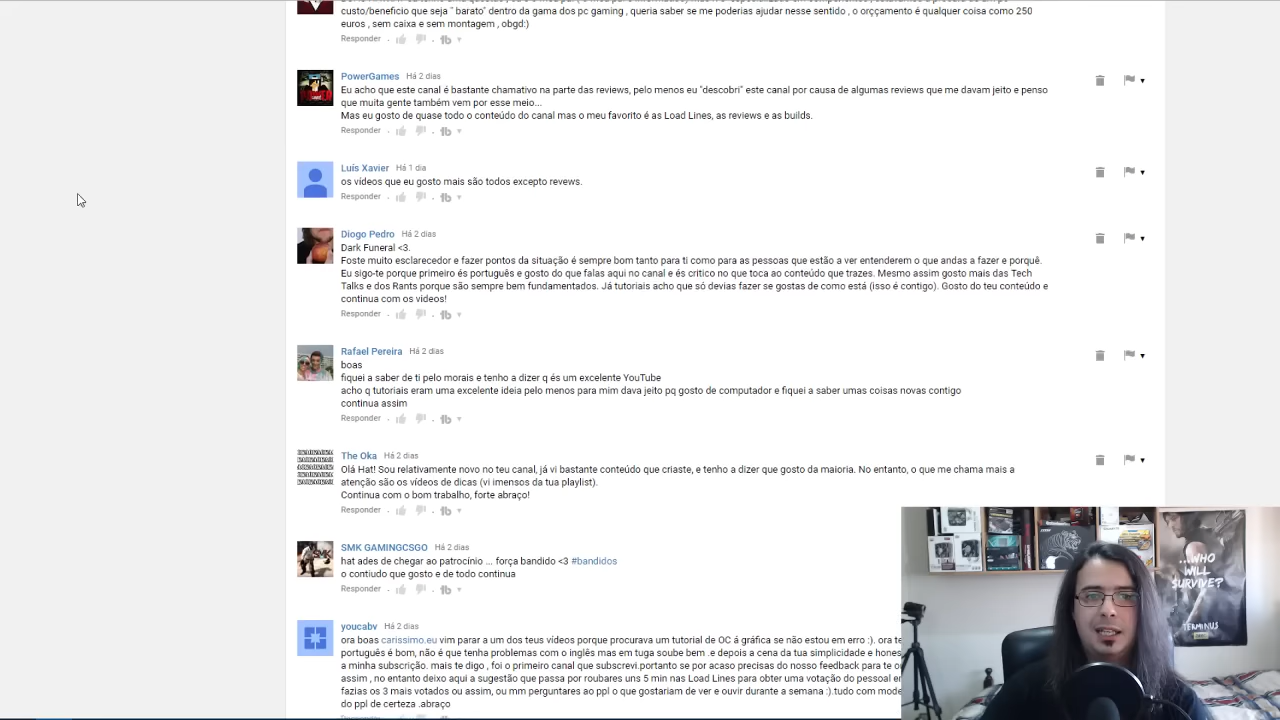 custo/beneficio que seja " barato" dentro da gama dos pc gaming , queria saber se me poderias ajudar nesse sentido , o orççamento é qualquer coisa como 250
euros , sem caixa e sem montagem , obgd:)
Responder
PowerGames Há 2 dias
Eu acho que este canal é bastante chamativo na parte das reviews, pelo menos eu "descobri" este canal por causa de algumas reviews que me davam jeito e penso
que muita gente também vem por esse meio...
Mas eu gosto de quase todo o conteúdo do canal mas o meu favorito é as Load Lines, as reviews e as builds.
Responder
Luís Xavier Há 1 dia
os vídeos que eu gosto mais são todos excepto revews.
Responder
Diogo Pedro Há 2 dias
Dark Funeral <3.
Foste muito esclarecedor e fazer pontos da situação é sempre bom tanto para ti como para as pessoas que estão a ver entenderem o que andas a fazer e porquê.
Eu sigo-te porque primeiro és português e gosto do que falas aqui no canal e és critico no que toca ao conteúdo que trazes. Mesmo assim gosto mais das Tech
Talks e dos Rants porque são sempre bem fundamentados. Já tutoriais acho que só devias fazer se gostas de como está (isso é contigo). Gosto do teu conteúdo e
continua com os videos!
Responder
Rafael Pereira Há 2 dias
boas
fiquei a saber de ti pelo morais e tenho a dizer q és um excelente YouTube
acho q tutoriais eram uma excelente ideia pelo menos para mim dava jeito pq gosto de computador e fiquei a saber umas coisas novas contigo
continua assim
Responder
The Oka Há 2 dias
Olá Hat! Sou relativamente novo no teu canal, já vi bastante conteúdo que criaste, e tenho a dizer que gosto da maioria. No entanto, o que me chama mais a
atenção são os vídeos de dicas (vi imensos da tua playlist).
Continua com o bom trabalho, forte abraço!
Responder
SMK GAMINGCSGO Há 2 dias
hat ades de chegar ao patrocínio ... força bandido <3 #bandidos
o contiudo que gosto e de todo continua
Responder
youcabv Há 2 dias
ora boas carissimo.eu vim parar a um dos teus vídeos porque procurava um tutorial de OC á gráfica se não estou em erro :). ora te
português é bom, não é que tenha problemas com o inglês mas em tuga soube bem .e depois a cena da tua simplicidade e hones
a minha subscrição. mais te digo , foi o primeiro canal que subscrevi.portanto se por acaso precisas do nosso feedback para te o
assim , no entanto deixo aqui a sugestão que passa por roubares uns 5 min nas Load Lines para obter uma votação do pessoal e
fazias os 3 mais votados ou assim, ou mm perguntares ao ppl o que gostariam de ver e ouvir durante a semana :).tudo com mode
do ppl de certeza .abraço
...WHO
WILL
SURVIVE?
TERMINUS